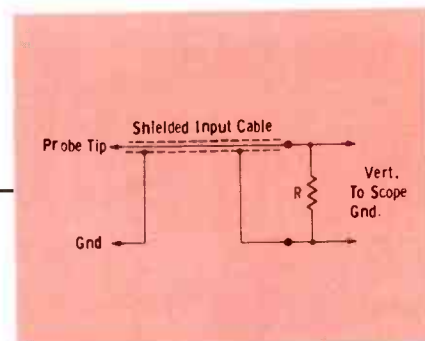 Shielded Input Cable
Probe Tip
Vert.
To Scope
R
Gnd.
Gnd